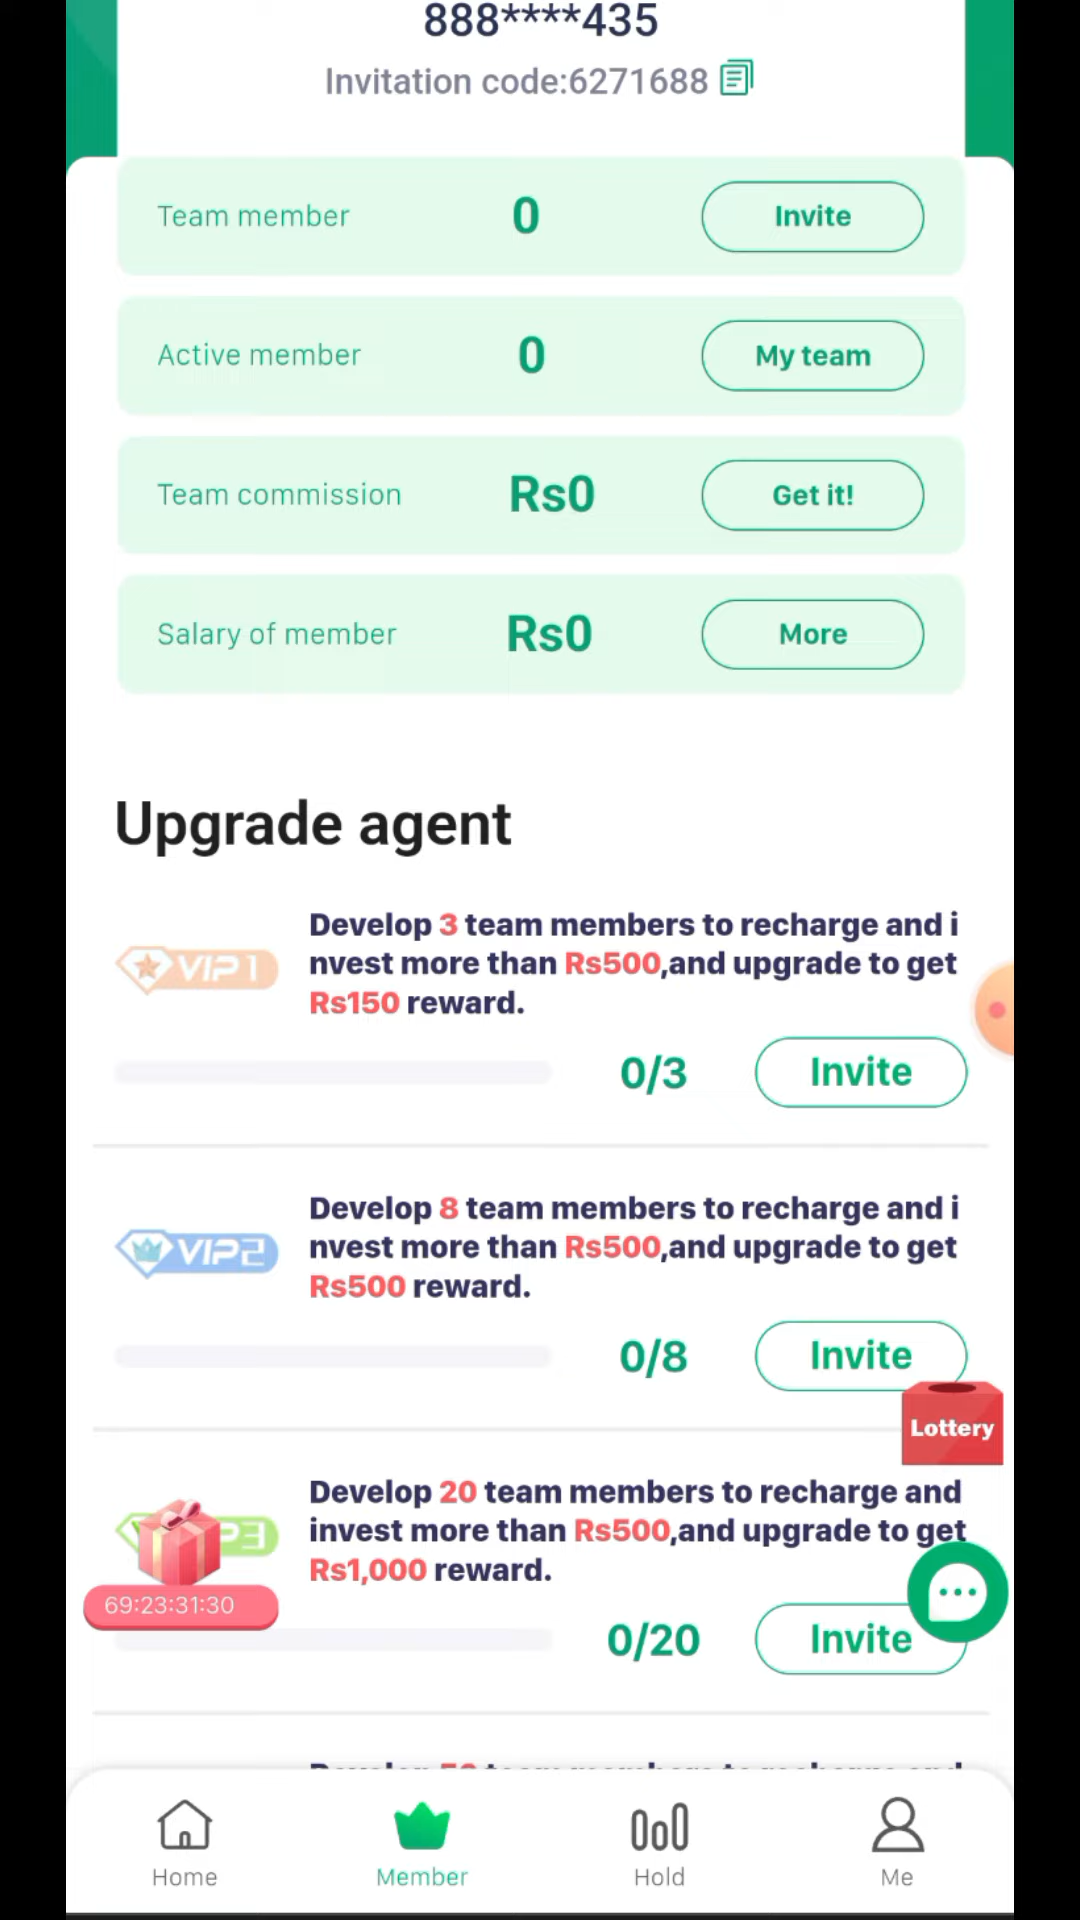 888****435
Invitation code:6271688
Team member 0 Invite
Active member 0 My team
Team commission Rs0 Get it!
Salary of member Rs0 More
Upgrade agent
VIP1
Develop 3 team members to recharge and i
nvest more than Rs500,and upgrade to get
Rs150 reward.
0/3 Invite
VIP2
Develop 8 team members to recharge and i
nvest more than Rs500,and upgrade to get
Rs500 reward.
0/8 Invite
Lottery
P3
Develop 20 team members to recharge and
invest more than Rs500,and upgrade to get
Rs1,000 reward.
69:23:31:30
0/20 Invite
Home Member Hold Me